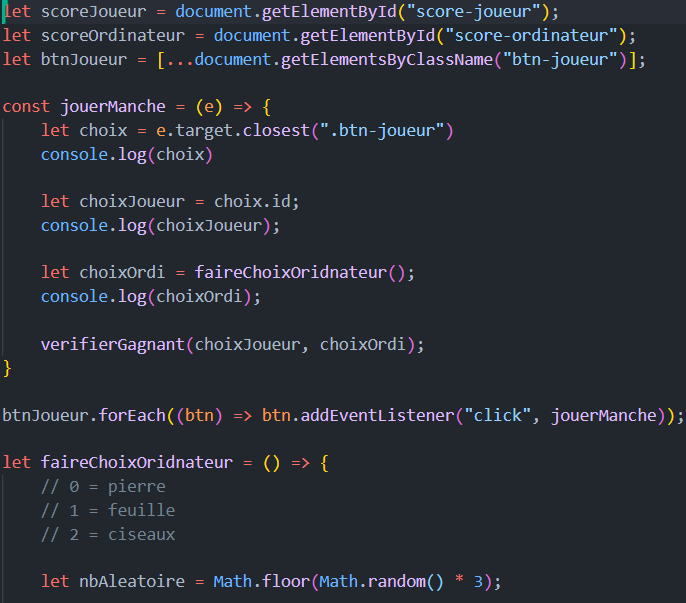 let scoreJoueur = document.getElementById("score-joueur");
let scoreOrdinateur = document.getElementById("score-ordinateur");
let btnJoueur = [...document.getElementsByClassName("btn-joueur")];

const jouerManche = (e) => {
    let choix = e.target.closest(".btn-joueur")
    console.log(choix)

    let choixJoueur = choix.id;
    console.log(choixJoueur);

    let choixOrdi = faireChoixOridnateur();
    console.log(choixOrdi);

    verifierGagnant(choixJoueur, choixOrdi);
}

btnJoueur.forEach((btn) => btn.addEventListener("click", jouerManche));

let faireChoixOridnateur = () => {
    // 0 = pierre
    // 1 = feuille
    // 2 = ciseaux

    let nbAleatoire = Math.floor(Math.random() * 3);